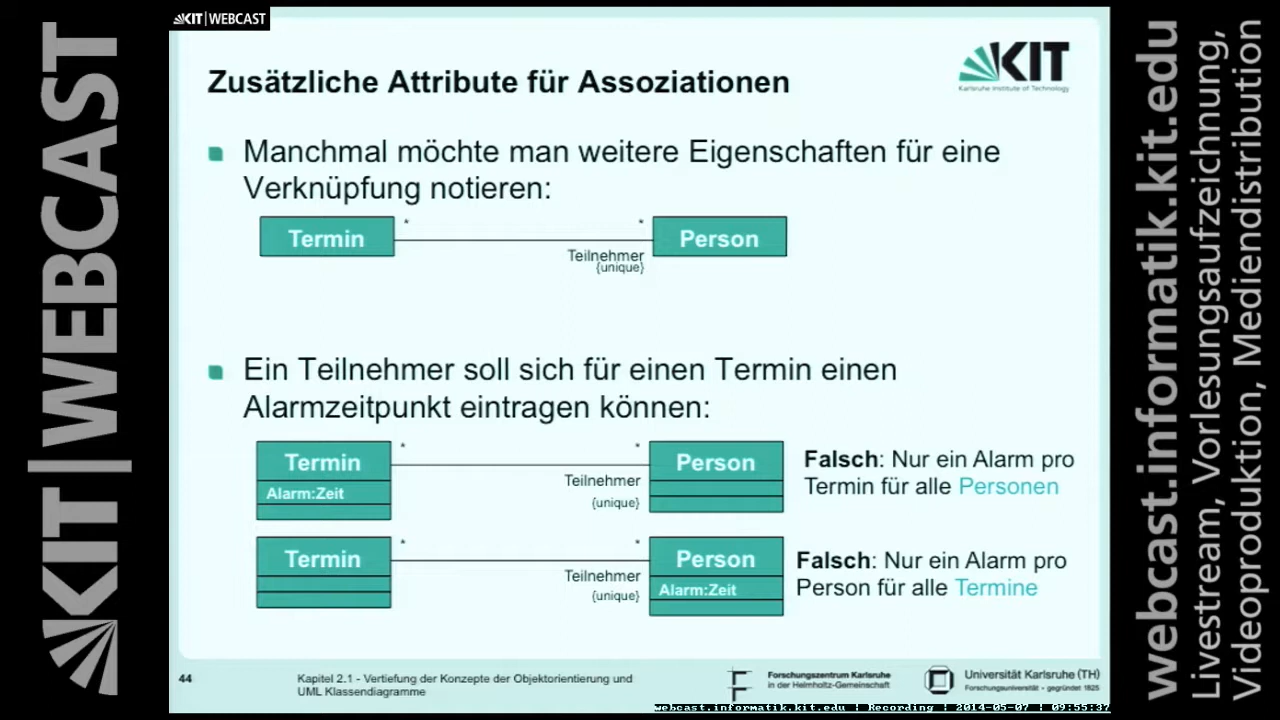 KIT|WEBCAST
KIT|WEBCAST
Zusätzliche Attribute für Assoziationen
KIT
Karlsruhe Institute of Technology
Manchmal möchte man weitere Eigenschaften für eine
Verknüpfung notieren:
Termin
*
*
Person
Teilnehmer
{unique}
Ein Teilnehmer soll sich für einen Termin einen
Alarmzeitpunkt eintragen können:
Termin
Alarm:Zeit
*
*
Teilnehmer
{unique}
Person
Falsch: Nur ein Alarm pro
Termin für alle Personen
Termin
*
*
Teilnehmer
{unique}
Person
Alarm:Zeit
Falsch: Nur ein Alarm pro
Person für alle Termine
44
Kapitel 2.1 - Vertiefung der Konzepte der Objektorientierung und
UML Klassendiagramme
Forschungszentrum Karlsruhe
in der Helmholtz-Gemeinschaft
Universität Karlsruhe (TH)
Forschungsuniversität - gegründet 1825
webcast.informatik.kit.edu | Recording | 2014-05-07 | 09:55:37
webcast.informatik.kit.edu
Livestream, Vorlesungsaufzeichnung,
Videoproduktion, Mediendistribution